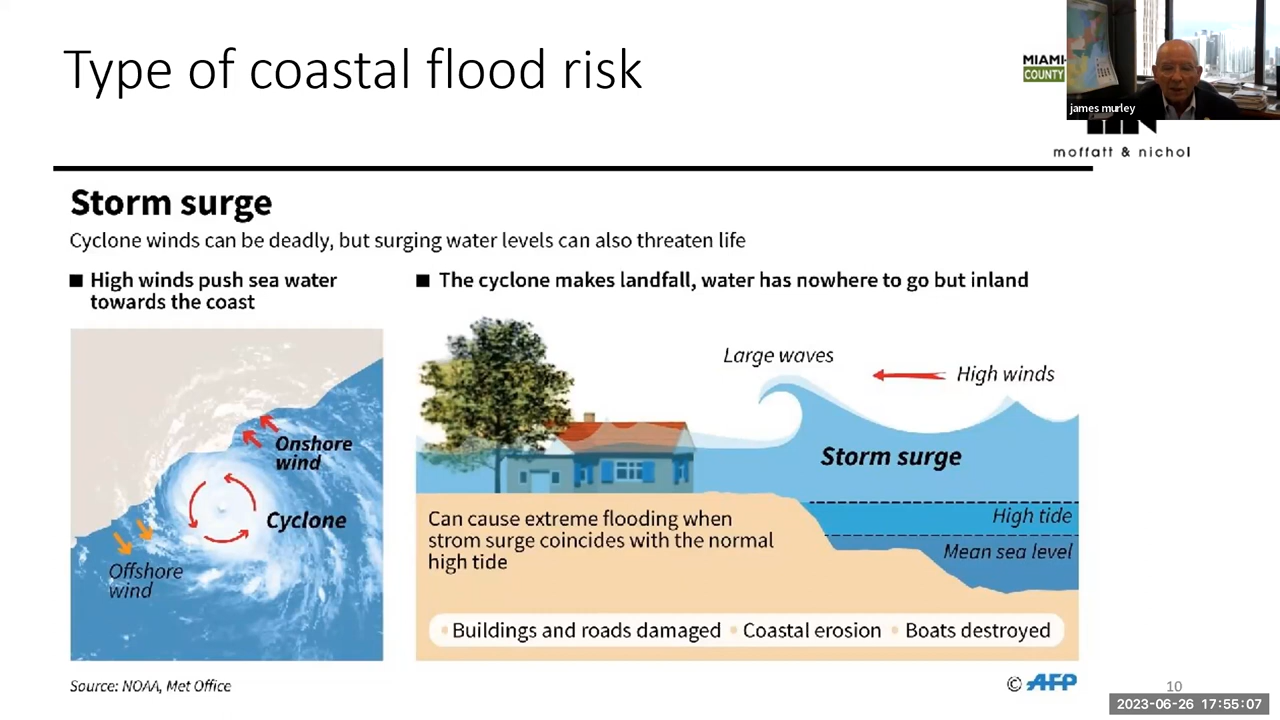 Type of coastal flood risk
MIAMI-
COUNTY
james murley
moffatt & nichol
Storm surge
Cyclone winds can be deadly, but surging water levels can also threaten life
■ High winds push sea water
towards the coast
■ The cyclone makes landfall, water has nowhere to go but inland
Onshore
wind
Cyclone
Offshore
wind
Large waves
High winds
Storm surge
High tide
Mean sea level
Can cause extreme flooding when
strom surge coincides with the normal
high tide
• Buildings and roads damaged • Coastal erosion • Boats destroyed
Source: NOAA, Met Office
© AFP
10
2023-06-26 17:55:07